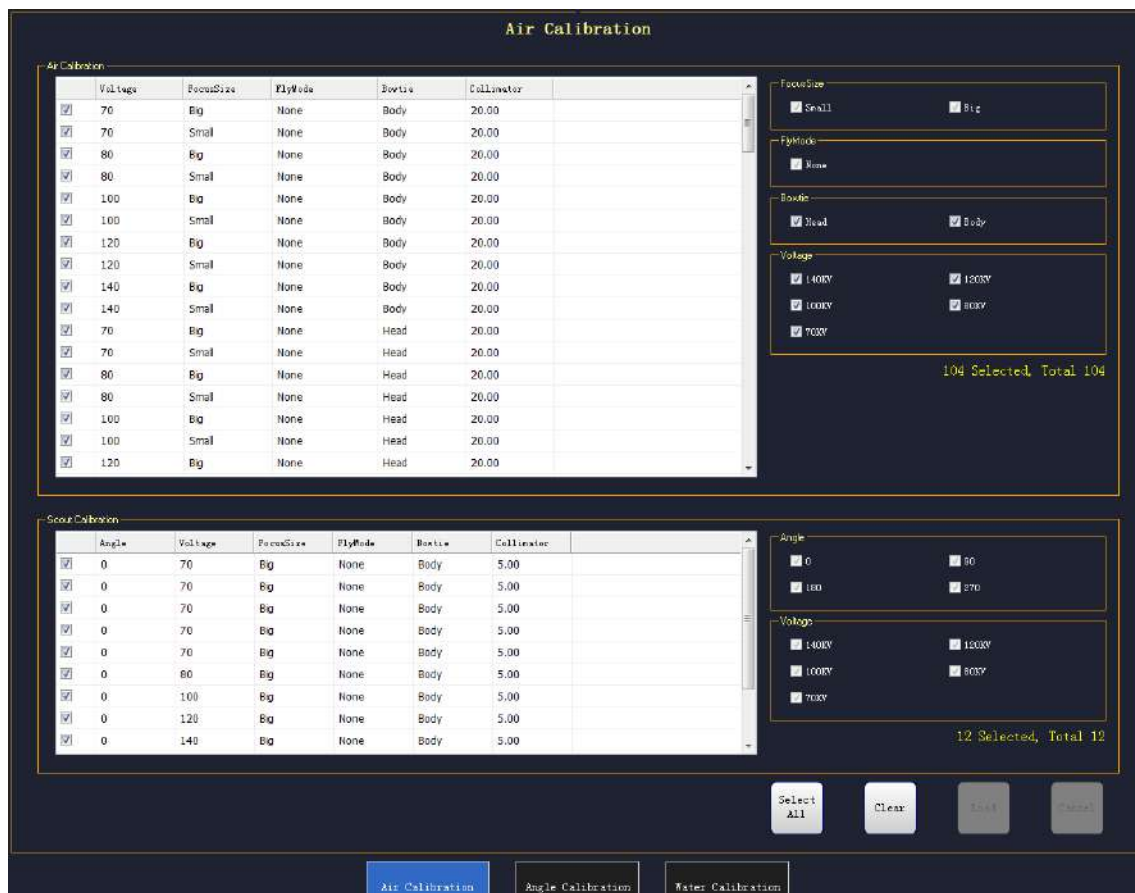 Air Calibration
Air Calibration
Voltage FocusSize FlyMode Bowtie Collimator
70 Big None Body 20.00
70 Small None Body 20.00
80 Big None Body 20.00
80 Small None Body 20.00
100 Big None Body 20.00
100 Small None Body 20.00
120 Big None Body 20.00
120 Small None Body 20.00
140 Big None Body 20.00
140 Small None Body 20.00
70 Big None Head 20.00
70 Small None Head 20.00
80 Big None Head 20.00
80 Small None Head 20.00
100 Big None Head 20.00
100 Small None Head 20.00
120 Big None Head 20.00
FocusSize
Small Big
FlyMode
None
Bowtie
Head Body
Voltage
140KV 120KV
100KV 80KV
70KV
104 Selected, Total 104
Scout Calibration
Angle Voltage FocusSize FlyMode Bowtie Collimator
0 70 Big None Body 5.00
0 70 Big None Body 5.00
0 70 Big None Body 5.00
0 70 Big None Body 5.00
0 70 Big None Body 5.00
0 80 Big None Body 5.00
0 100 Big None Body 5.00
0 120 Big None Body 5.00
0 140 Big None Body 5.00
Angle
0 90
180 270
Voltage
140KV 120KV
100KV 80KV
70KV
12 Selected, Total 12
Select All
Clear
Load
Cancel
Air Calibration
Angle Calibration
Water Calibration